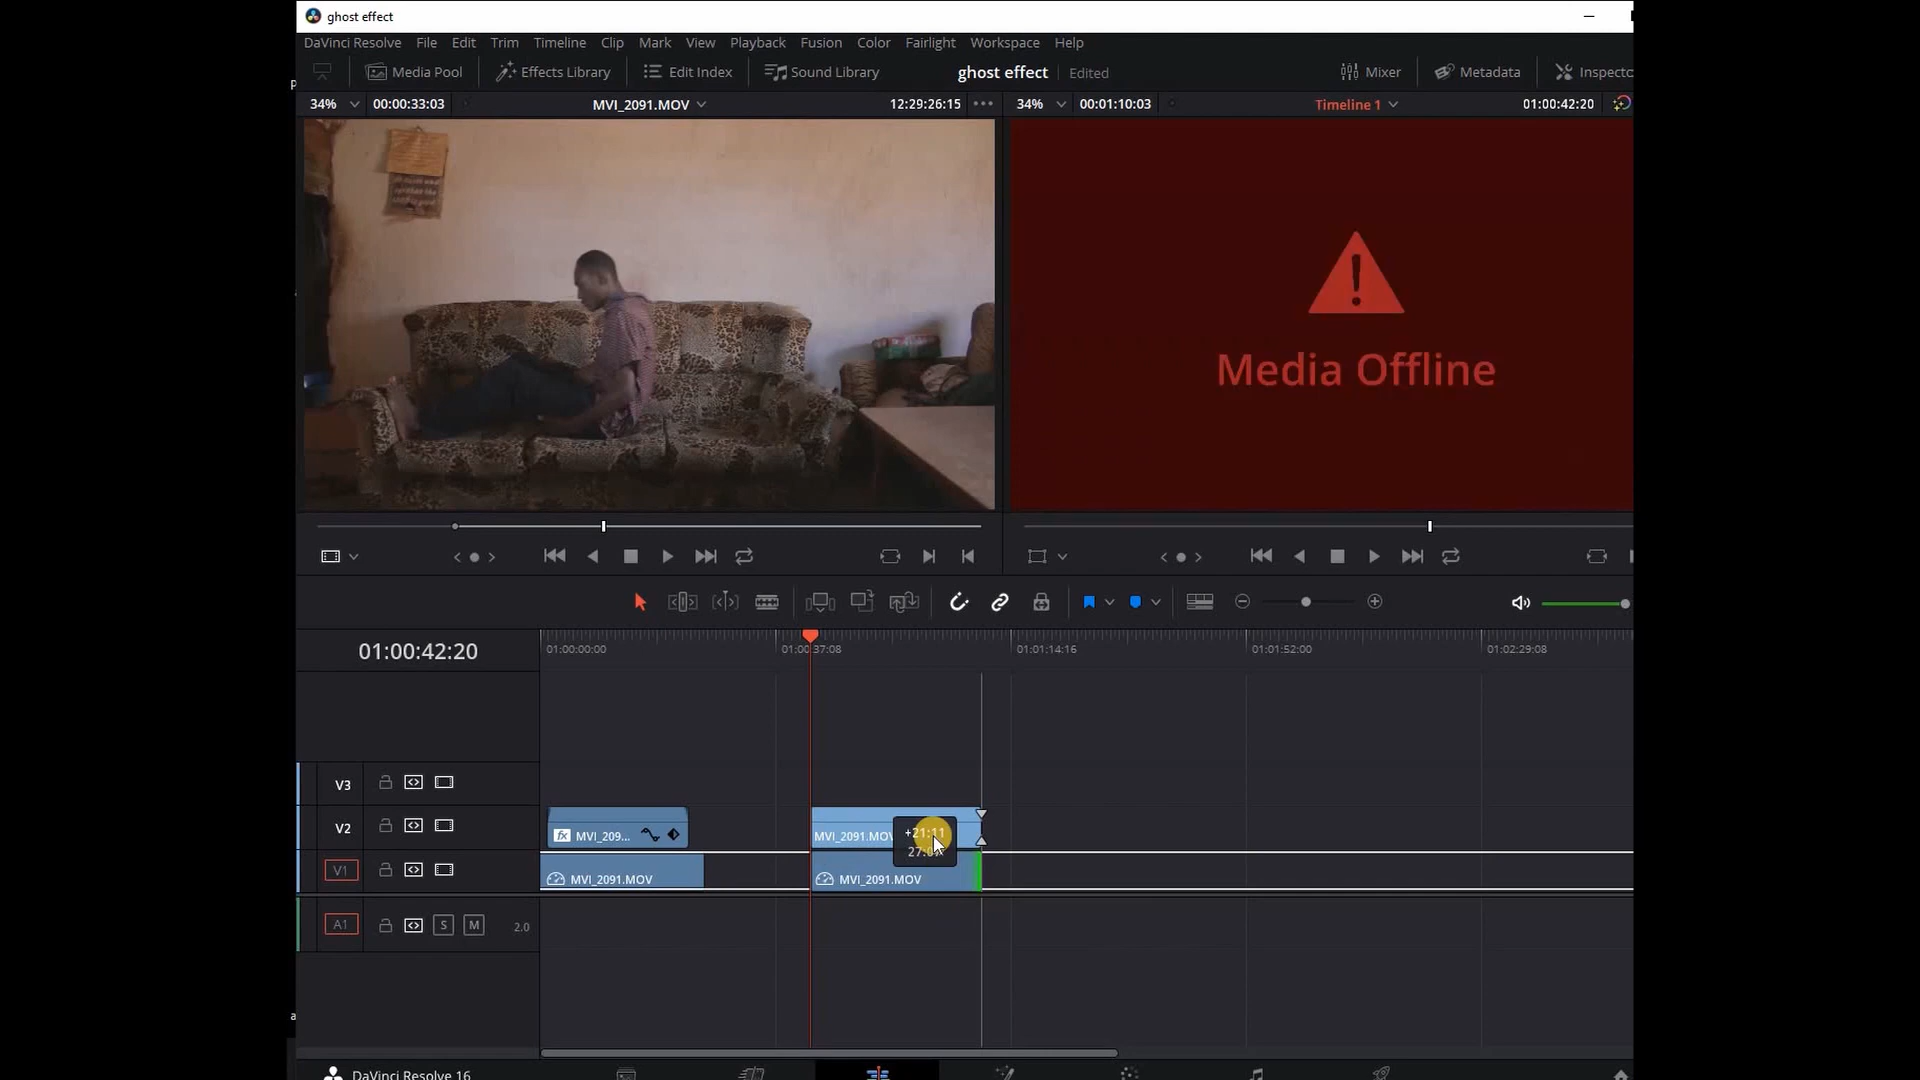 ghost effect
DaVinci Resolve File Edit Trim Timeline Clip Mark View Playback Fusion Color Fairlight Workspace Help
Media Pool Effects Library Edit Index Sound Library ghost effect Edited Mixer Metadata
34% 00:00:33:03 MVI_2091.MOV 12:29:26:15 34% 00:01:10:03 Timeline 1 01:00:42:20
Media Offline
01:00:42:20
01:00:00:00 01:00:37:08 01:01:14:16 01:01:52:00 01:02:29:08
V3
V2 MVI_209... MVI_2091.MOV +21:11
V1 MVI_2091.MOV MVI_2091.MOV
A1 S M 2.0
DaVinci Resolve 16